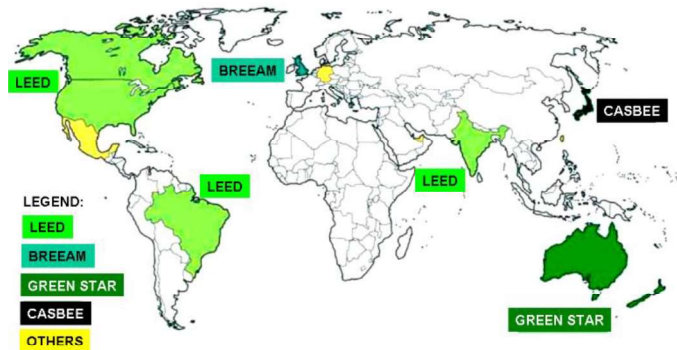 LEED
BREEAM
CASBEE
LEED
LEED
LEGEND:
LEED
BREEAM
GREEN STAR
CASBEE
OTHERS
GREEN STAR